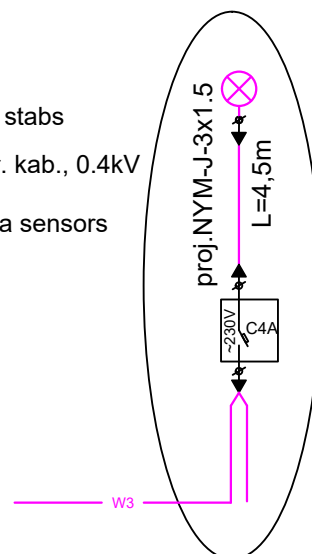 stabs
. kab., 0.4kV
a sensors
proj.NYM-J-3x1.5
L=4,5m
~230V
C4A
W3